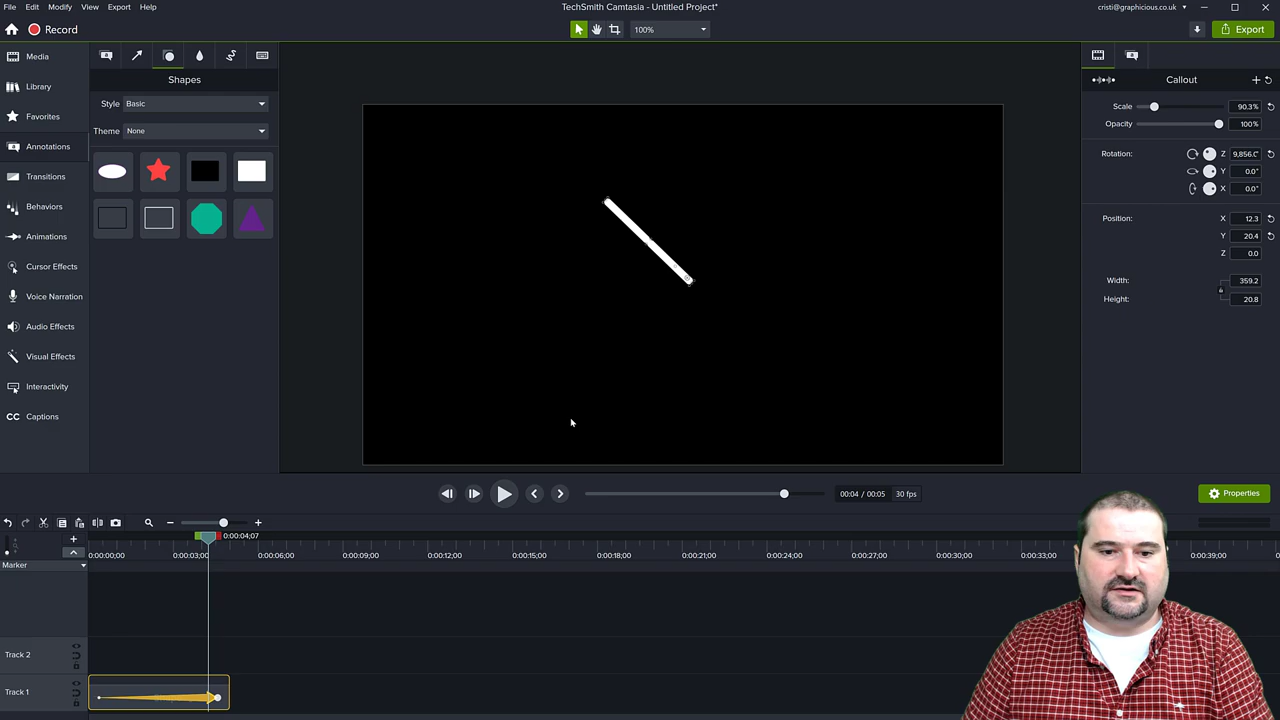 File Edit Modify View Export Help
TechSmith Camtasia - Untitled Project*
cristi@graphicious.co.uk
Record
100%
Export
Media
Library
Favorites
Annotations
Transitions
Behaviors
Animations
Cursor Effects
Voice Narration
Audio Effects
Visual Effects
Interactivity
CC Captions
Shapes
Style Basic
Theme None
Callout
Scale 90.3%
Opacity 100%
Rotation: Z 9,856.0°
Y 0.0°
X 0.0°
Position: X 12.3
Y 20.4
Z 0.0
Width: 359.2
Height: 20.8
00:04 / 00:05 30 fps
Properties
0:00:04;07
0:00:00;00 0:00:03;00 0:00:06;00 0:00:09;00 0:00:12;00 0:00:15;00 0:00:18;00 0:00:21;00 0:00:24;00 0:00:27;00 0:00:30;00 0:00:33;00 0:00:39;00
Marker
Track 2
Track 1